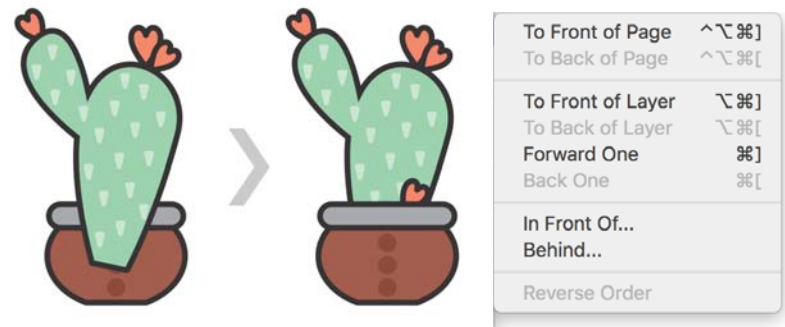 To Front of Page ^⌥⌘]
To Back of Page ^⌥⌘[
To Front of Layer ⌥⌘]
To Back of Layer ⌥⌘[
Forward One ⌘]
Back One ⌘[
In Front Of...
Behind...
Reverse Order